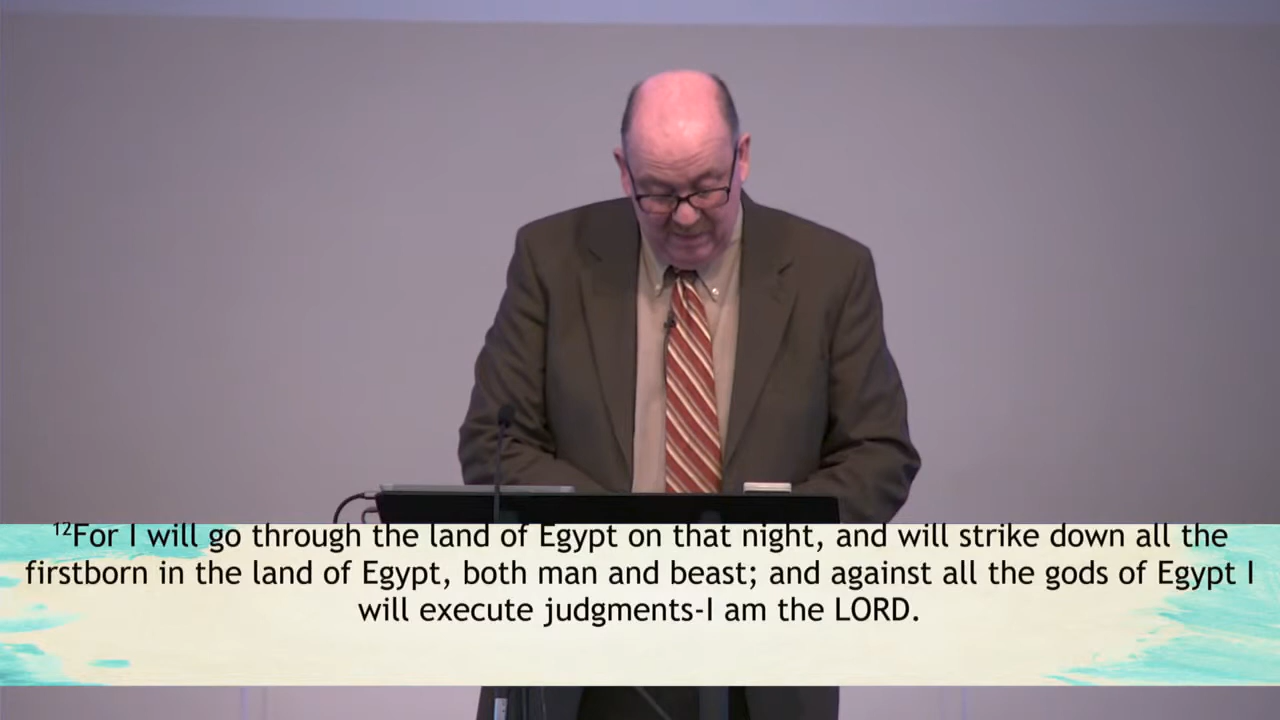 ¹²For I will go through the land of Egypt on that night, and will strike down all the
firstborn in the land of Egypt, both man and beast; and against all the gods of Egypt I
will execute judgments-I am the LORD.